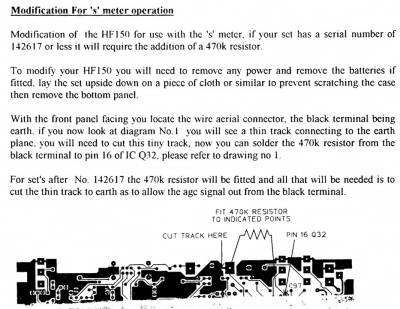 Modification For 's' meter operation
Modification of the HF150 for use with the 's' meter, if your set has a serial number of
142617 or less it will require the addition of a 470k resistor.
To modify your HF150 you will need to remove any power and remove the batteries if
fitted, lay the set upside down on a piece of cloth or similar to prevent scratching the case
then remove the bottom panel.
With the front panel facing you locate the wire aerial connector, the black terminal being
earth, if you now look at diagram No.1 you will see a thin track connecting to the earth
plane, you will need to cut this tiny track, now you can solder the 470k resistor from the
black terminal to pin 16 of IC Q32, please refer to drawing no 1.
For set's after No. 142617 the 470k resistor will be fitted and all that will be needed is to
cut the thin track to earth as to allow the agc signal out from the black terminal.
FIT 470K RESISTOR
TO INDICATED POINTS
CUT TRACK HERE
PIN 16 Q32
C97